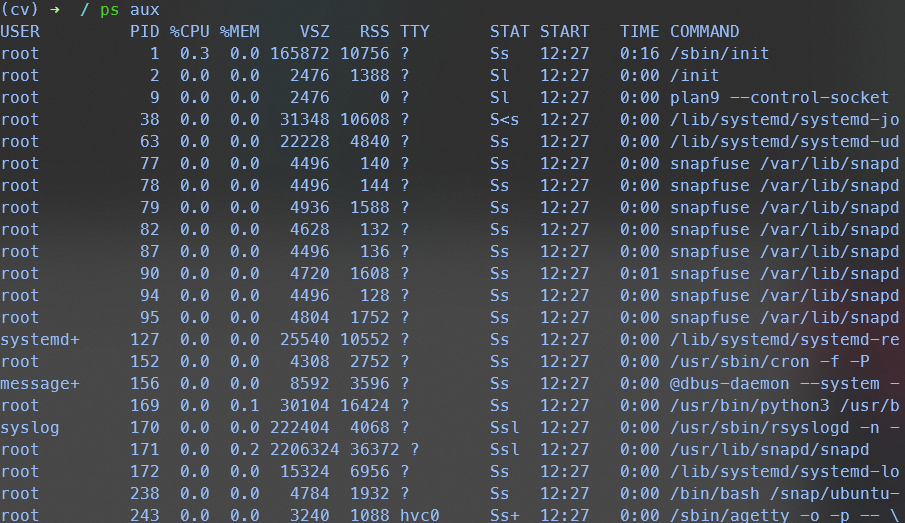 (cv) ➜  / ps aux
USER         PID %CPU %MEM    VSZ   RSS TTY      STAT START   TIME COMMAND
root           1  0.3  0.0 165872 10756 ?        Ss   12:27   0:16 /sbin/init
root           2  0.0  0.0   2476  1388 ?        Sl   12:27   0:00 /init
root           9  0.0  0.0   2476     0 ?        Sl   12:27   0:00 plan9 --control-socket
root          38  0.0  0.0  31348 10608 ?        S<s  12:27   0:00 /lib/systemd/systemd-jo
root          63  0.0  0.0  22228  4840 ?        Ss   12:27   0:00 /lib/systemd/systemd-ud
root          77  0.0  0.0   4496   140 ?        Ss   12:27   0:00 snapfuse /var/lib/snapd
root          78  0.0  0.0   4496   144 ?        Ss   12:27   0:00 snapfuse /var/lib/snapd
root          79  0.0  0.0   4936  1588 ?        Ss   12:27   0:00 snapfuse /var/lib/snapd
root          82  0.0  0.0   4628   132 ?        Ss   12:27   0:00 snapfuse /var/lib/snapd
root          87  0.0  0.0   4496   136 ?        Ss   12:27   0:00 snapfuse /var/lib/snapd
root          90  0.0  0.0   4720  1608 ?        Ss   12:27   0:01 snapfuse /var/lib/snapd
root          94  0.0  0.0   4496   128 ?        Ss   12:27   0:00 snapfuse /var/lib/snapd
root          95  0.0  0.0   4804  1752 ?        Ss   12:27   0:00 snapfuse /var/lib/snapd
systemd+     127  0.0  0.0  25540 10552 ?        Ss   12:27   0:00 /lib/systemd/systemd-re
root         152  0.0  0.0   4308  2752 ?        Ss   12:27   0:00 /usr/sbin/cron -f -P
message+     156  0.0  0.0   8592  3596 ?        Ss   12:27   0:00 @dbus-daemon --system -
root         169  0.0  0.1  30104 16424 ?        Ss   12:27   0:00 /usr/bin/python3 /usr/b
syslog       170  0.0  0.0 222404  4068 ?        Ssl  12:27   0:00 /usr/sbin/rsyslogd -n -
root         171  0.0  0.2 2206324 36372 ?       Ssl  12:27   0:00 /usr/lib/snapd/snapd
root         172  0.0  0.0  15324  6956 ?        Ss   12:27   0:00 /lib/systemd/systemd-lo
root         238  0.0  0.0   4784  1932 ?        Ss   12:27   0:00 /bin/bash /snap/ubuntu-
root         243  0.0  0.0   3240  1088 hvc0     Ss+  12:27   0:00 /sbin/agetty -o -p -- \